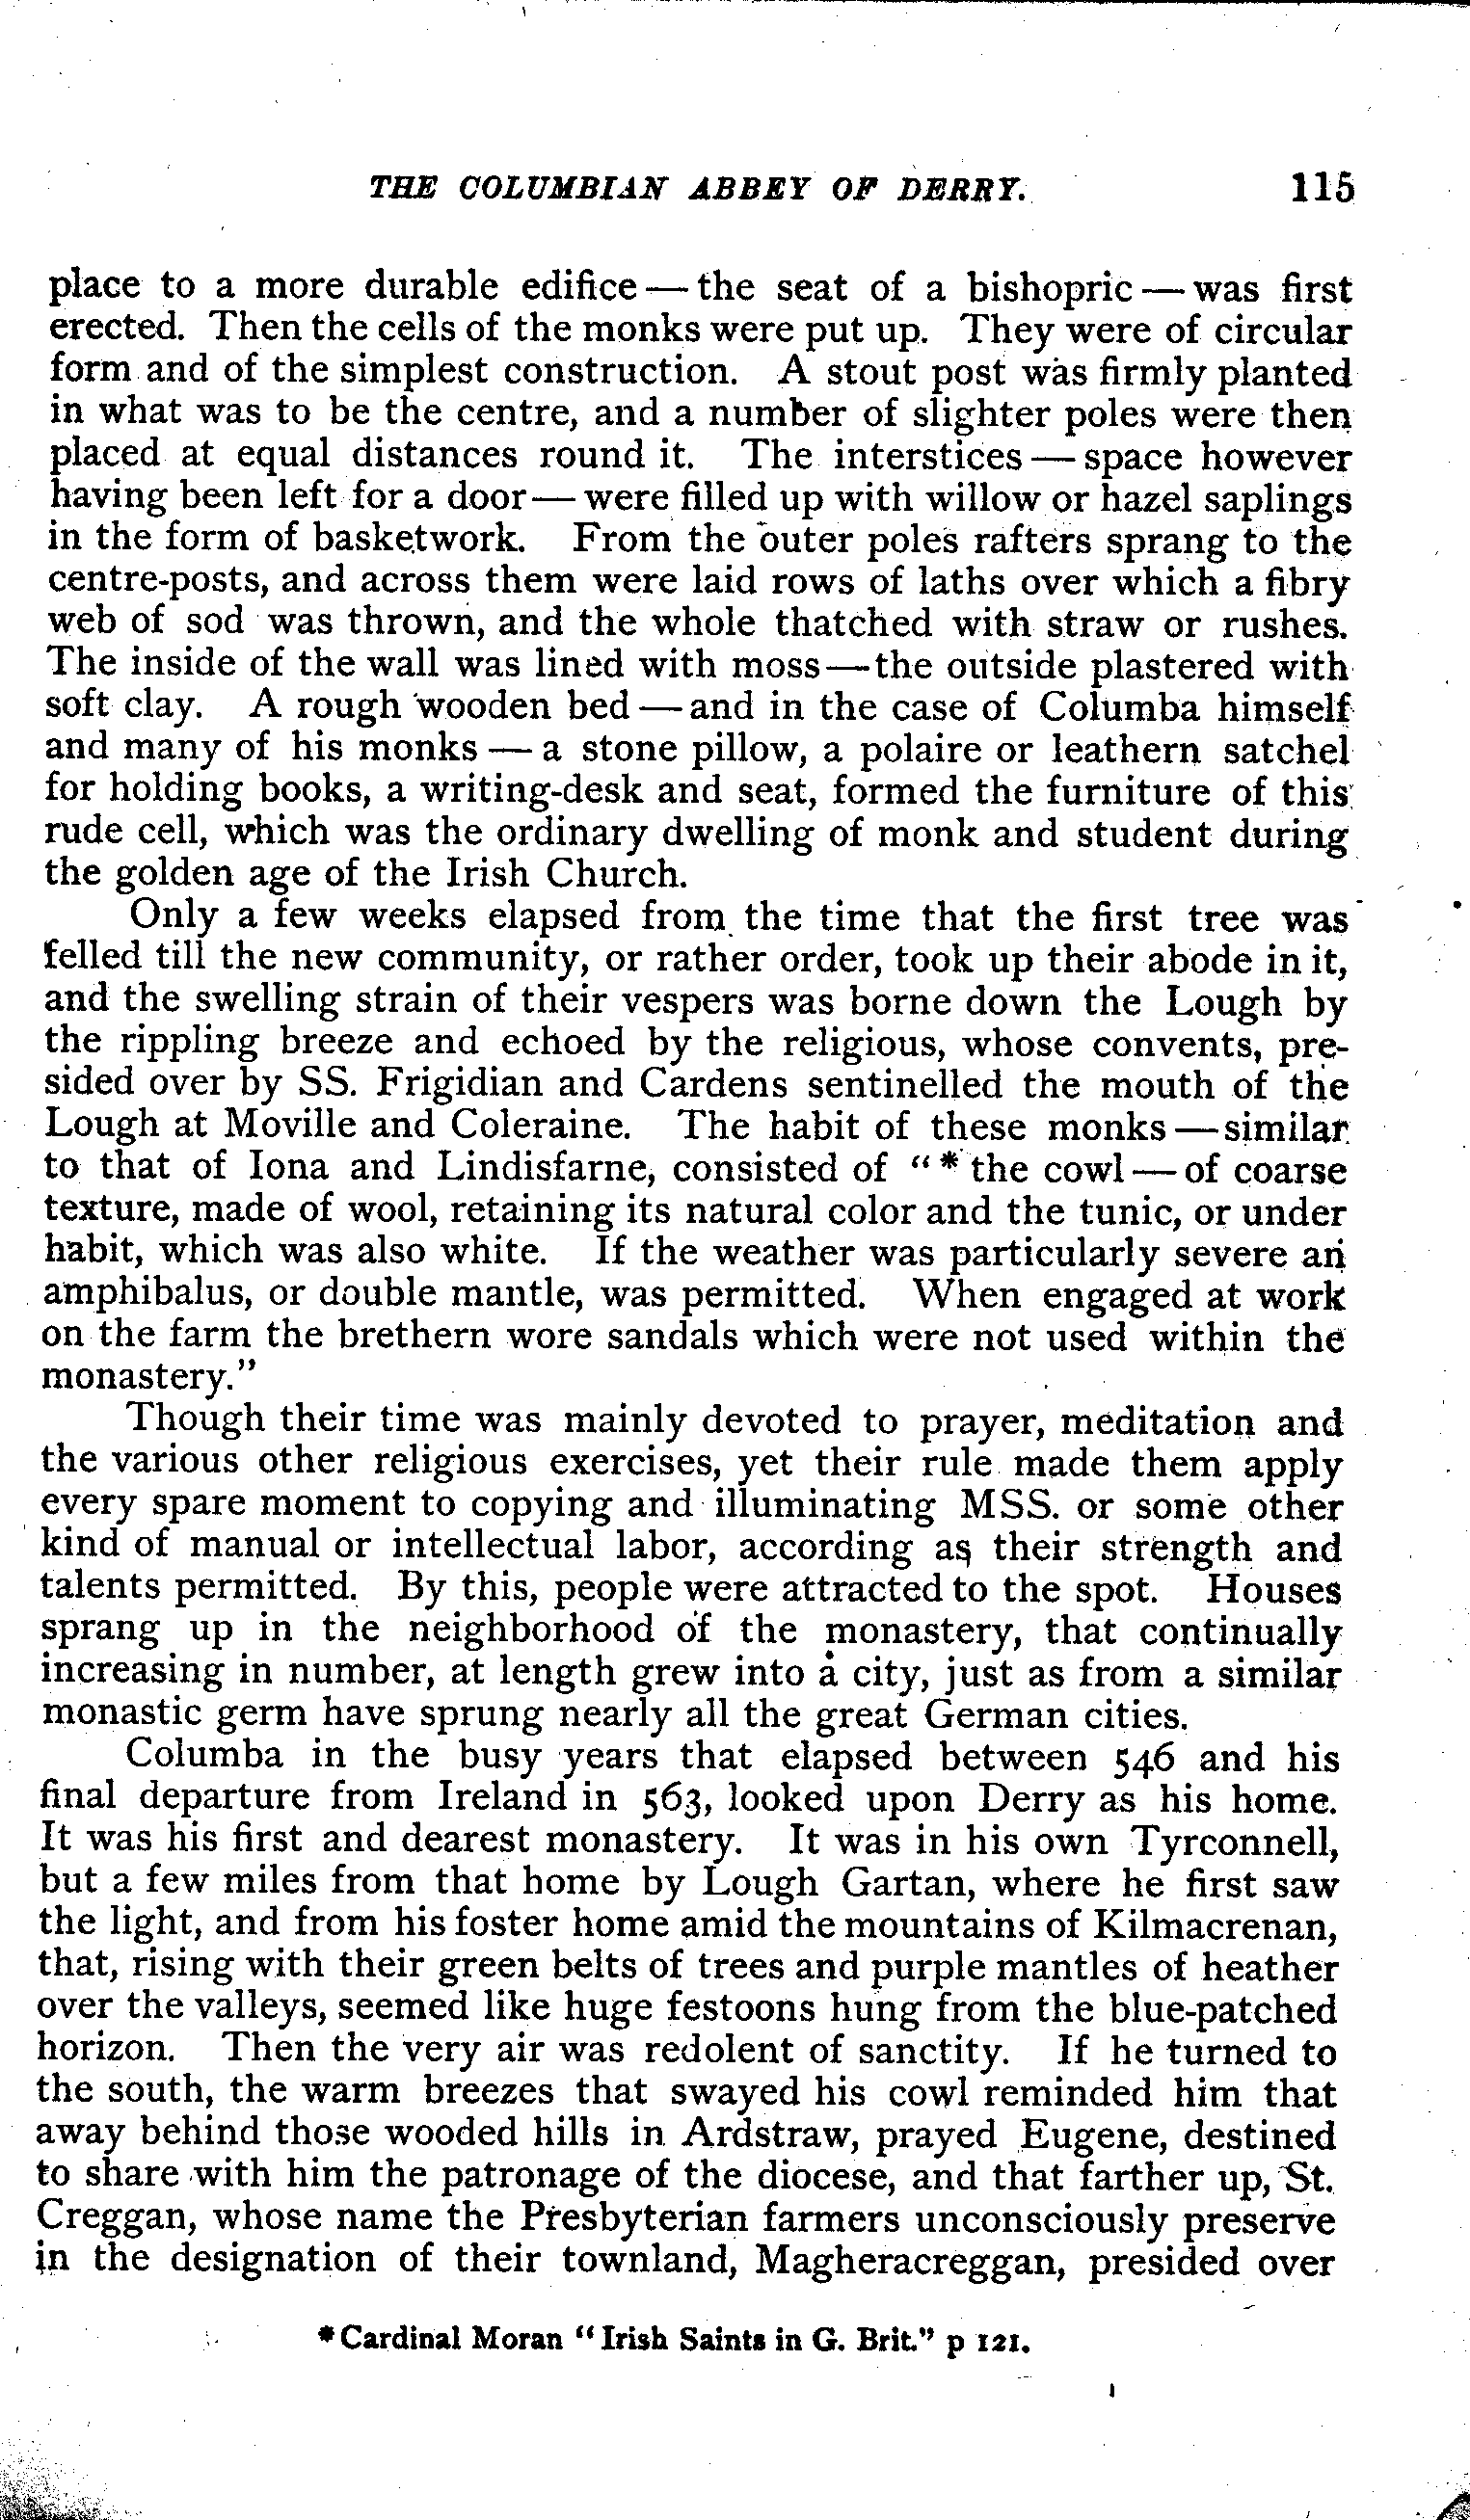 THE COLUMBIAN ABBEY OF DERRY. 115
place to a more durable edifice — the seat of a bishopric — was first
erected. Then the cells of the monks were put up. They were of circular
form and of the simplest construction. A stout post was firmly planted
in what was to be the centre, and a number of slighter poles were then
placed at equal distances round it. The interstices — space however
having been left for a door — were filled up with willow or hazel saplings
in the form of basketwork. From the outer poles rafters sprang to the
centre-posts, and across them were laid rows of laths over which a fibry
web of sod was thrown, and the whole thatched with straw or rushes.
The inside of the wall was lined with moss — the outside plastered with
soft clay. A rough wooden bed — and in the case of Columba himself
and many of his monks — a stone pillow, a polaire or leathern satchel
for holding books, a writing-desk and seat, formed the furniture of this
rude cell, which was the ordinary dwelling of monk and student during
the golden age of the Irish Church.
Only a few weeks elapsed from the time that the first tree was
felled till the new community, or rather order, took up their abode in it,
and the swelling strain of their vespers was borne down the Lough by
the rippling breeze and echoed by the religious, whose convents, pre-
sided over by SS. Frigidian and Cardens sentinelled the mouth of the
Lough at Moville and Coleraine. The habit of these monks — similar
to that of Iona and Lindisfarne, consisted of "* the cowl — of coarse
texture, made of wool, retaining its natural color and the tunic, or under
habit, which was also white. If the weather was particularly severe an
amphibalus, or double mantle, was permitted. When engaged at work
on the farm the brethern wore sandals which were not used within the
monastery."
Though their time was mainly devoted to prayer, meditation and
the various other religious exercises, yet their rule made them apply
every spare moment to copying and illuminating MSS. or some other
kind of manual or intellectual labor, according as their strength and
talents permitted. By this, people were attracted to the spot. Houses
sprang up in the neighborhood of the monastery, that continually
increasing in number, at length grew into a city, just as from a similar
monastic germ have sprung nearly all the great German cities.
Columba in the busy years that elapsed between 546 and his
final departure from Ireland in 563, looked upon Derry as his home.
It was his first and dearest monastery. It was in his own Tyrconnell,
but a few miles from that home by Lough Gartan, where he first saw
the light, and from his foster home amid the mountains of Kilmacrenan,
that, rising with their green belts of trees and purple mantles of heather
over the valleys, seemed like huge festoons hung from the blue-patched
horizon. Then the very air was redolent of sanctity. If he turned to
the south, the warm breezes that swayed his cowl reminded him that
away behind those wooded hills in Ardstraw, prayed Eugene, destined
to share with him the patronage of the diocese, and that farther up, St.
Creggan, whose name the Presbyterian farmers unconsciously preserve
in the designation of their townland, Magheracreggan, presided over
* Cardinal Moran "Irish Saints in G. Brit." p 121.